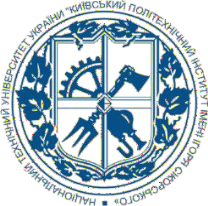 НАЦІОНАЛЬНИЙ ТЕХНІЧНИЙ УНІВЕРСИТЕТ УКРАЇНИ "КИЇВСЬКИЙ ПОЛІТЕХНІЧНИЙ ІНСТИТУТ ІМЕНІ ІГОРЯ СІКОРСЬКОГО"